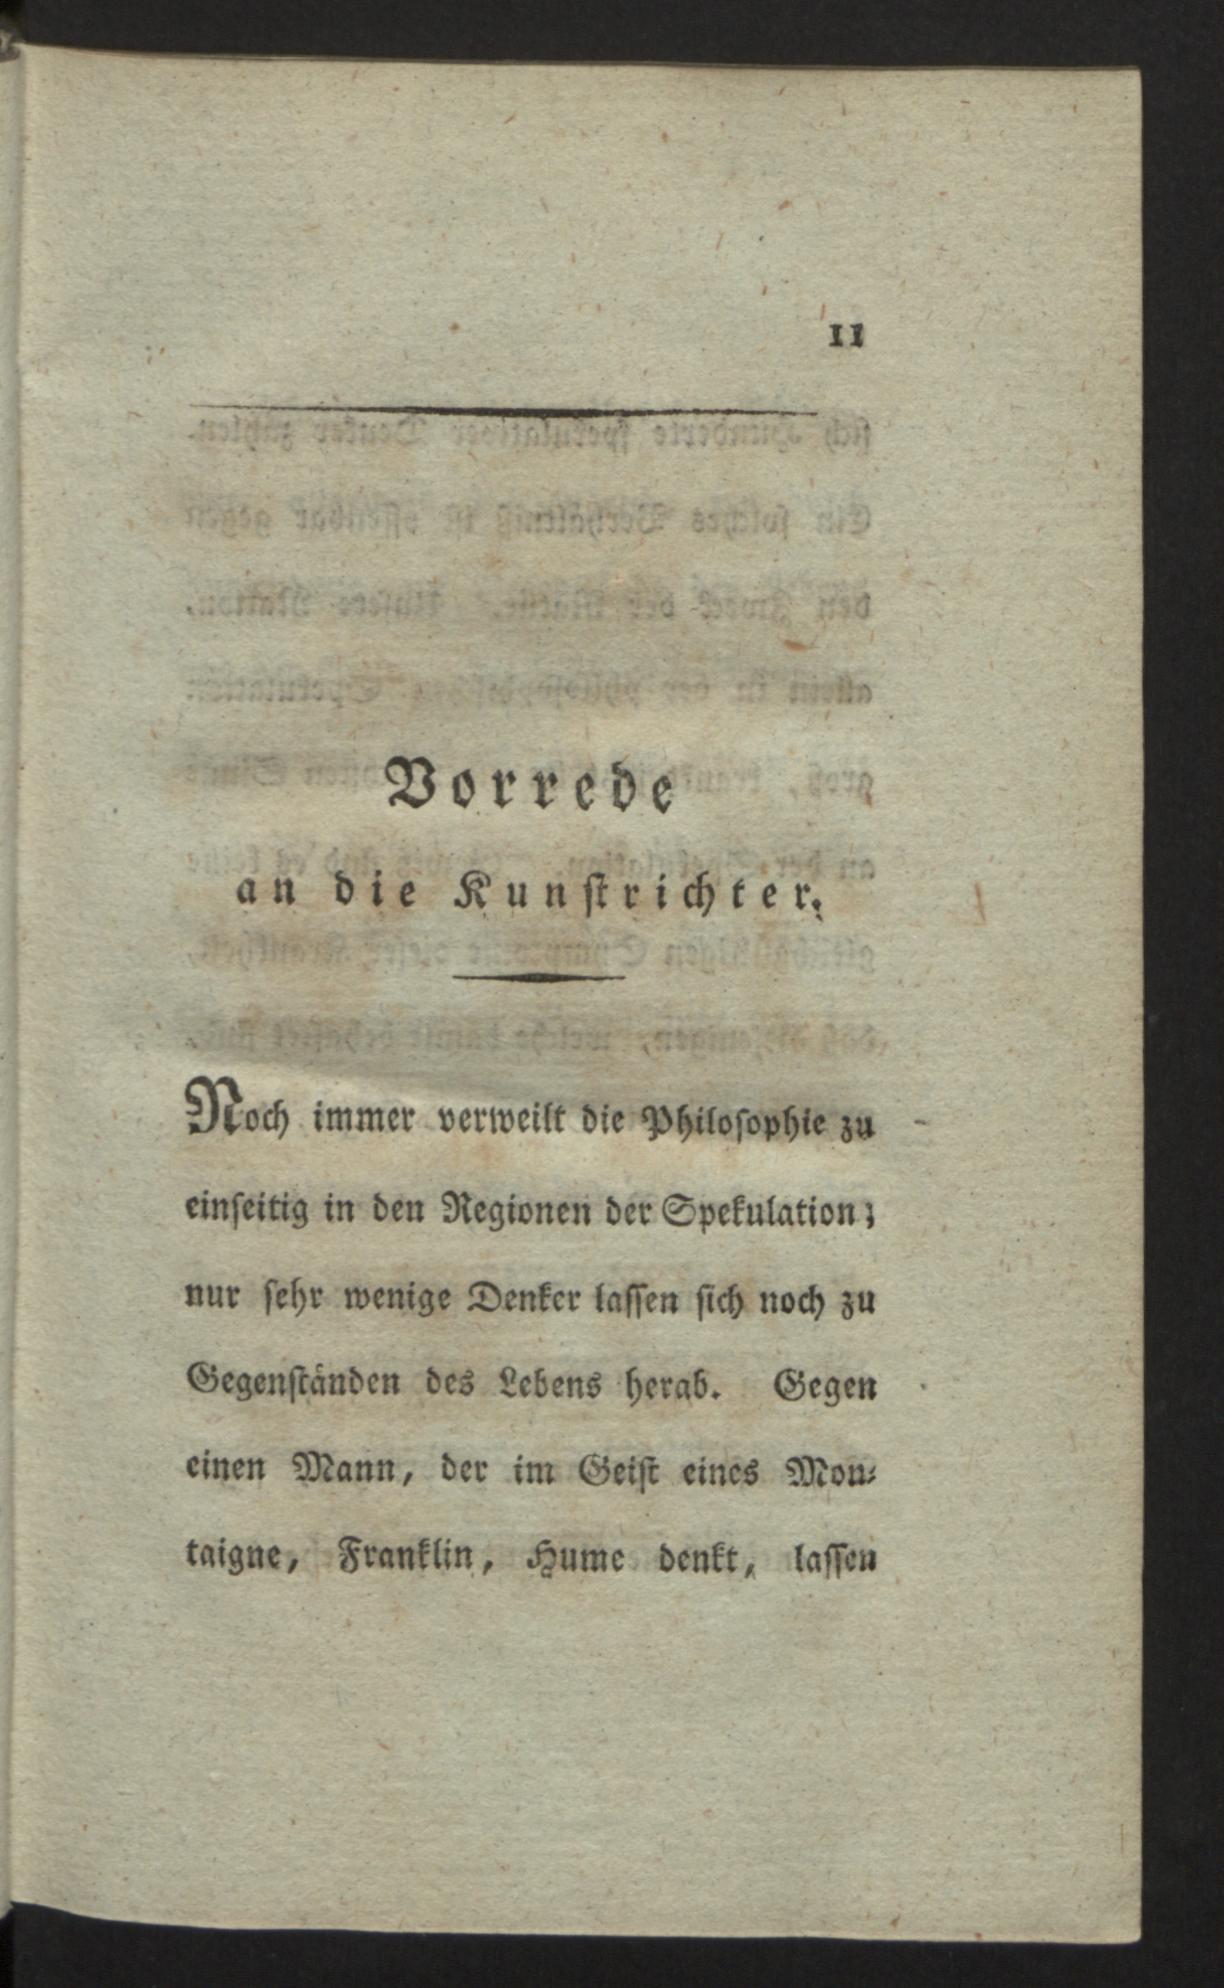 11
Vorrede
an die Kunſtrichter.
Noch immer verweilt die Philoſophie zu
einſeitig in den Regionen der Spekulation;
nur ſehr wenige Denker laſſen ſich noch zu
Gegenſtänden des Lebens herab. Gegen
einen Mann, der im Geiſt eines Mon⸗
taigne, Franklin, Hume denkt, laſſen